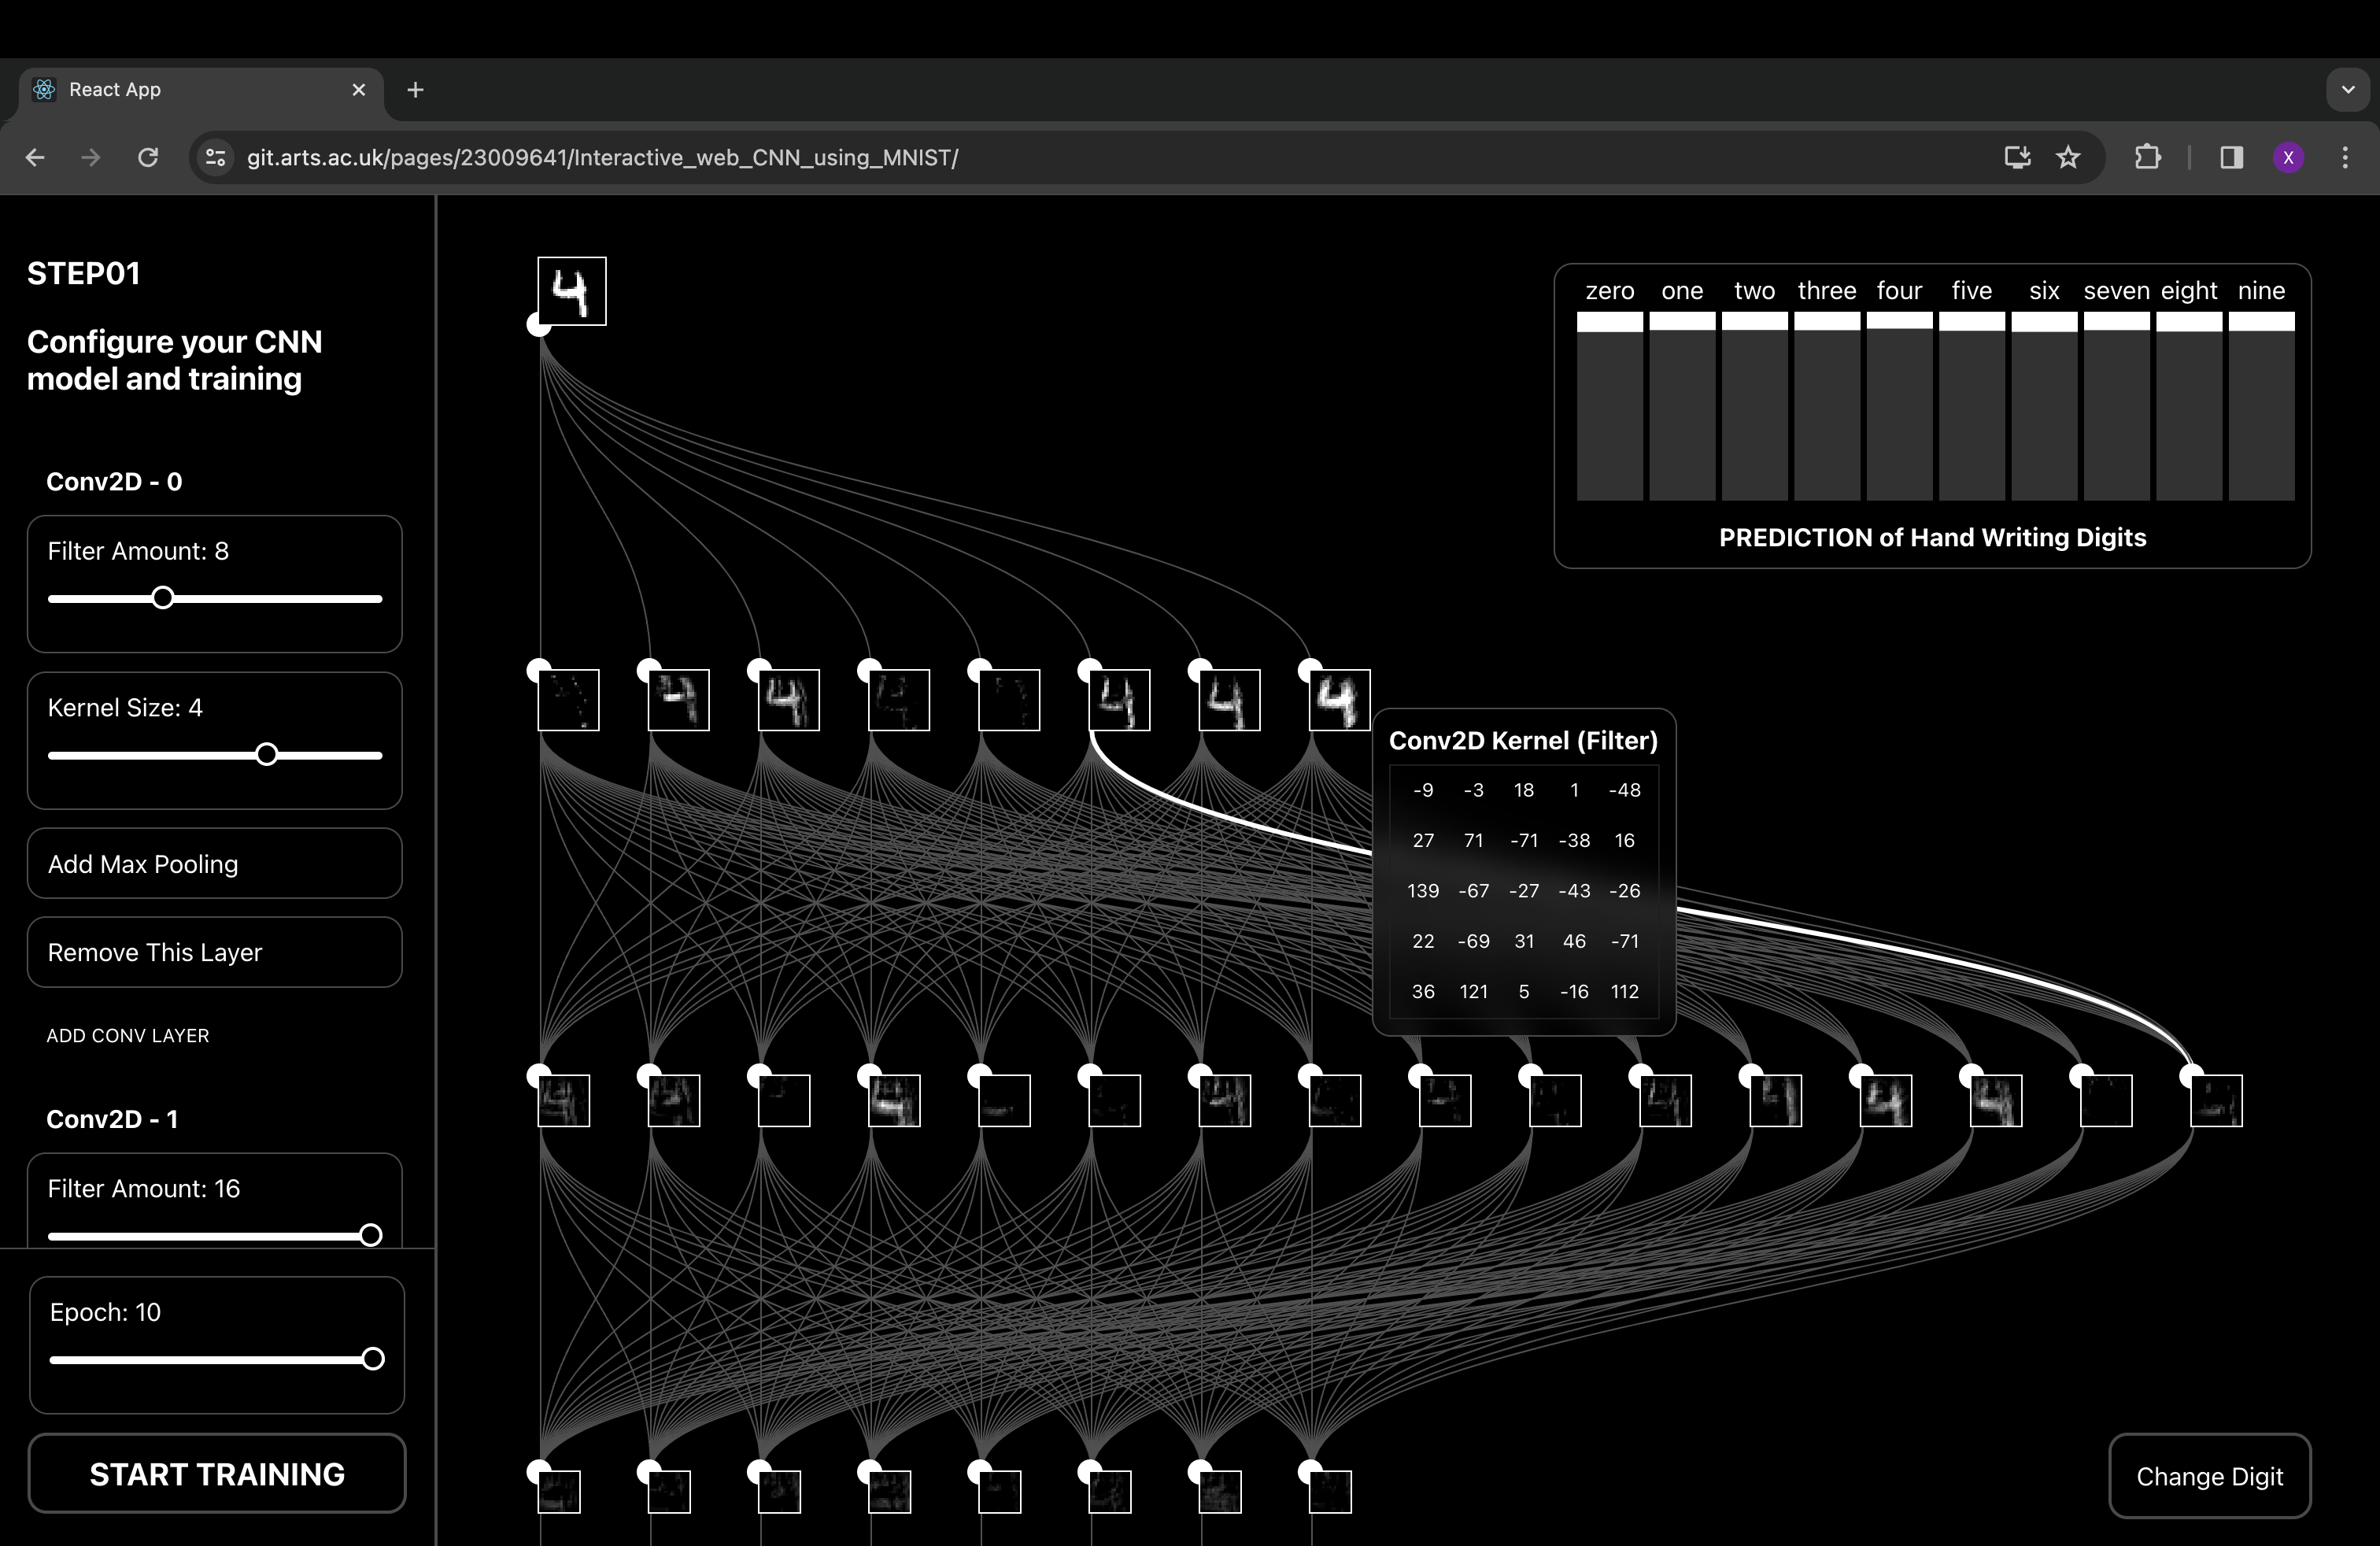 React App
git.arts.ac.uk/pages/23009641/Interactive_web_CNN_using_MNIST/
X
STEP01
Configure your CNN
model and training
Conv2D - 0
Filter Amount: 8
Kernel Size: 4
Add Max Pooling
Remove This Layer
ADD CONV LAYER
Conv2D - 1
Filter Amount: 16
Epoch: 10
START TRAINING
4
zero one two three four five six seven eight nine
PREDICTION of Hand Writing Digits
Conv2D Kernel (Filter)
-9 -3 18 1 -48
27 71 -71 -38 16
139 -67 -27 -43 -26
22 -69 31 46 -71
36 121 5 -16 112
Change Digit